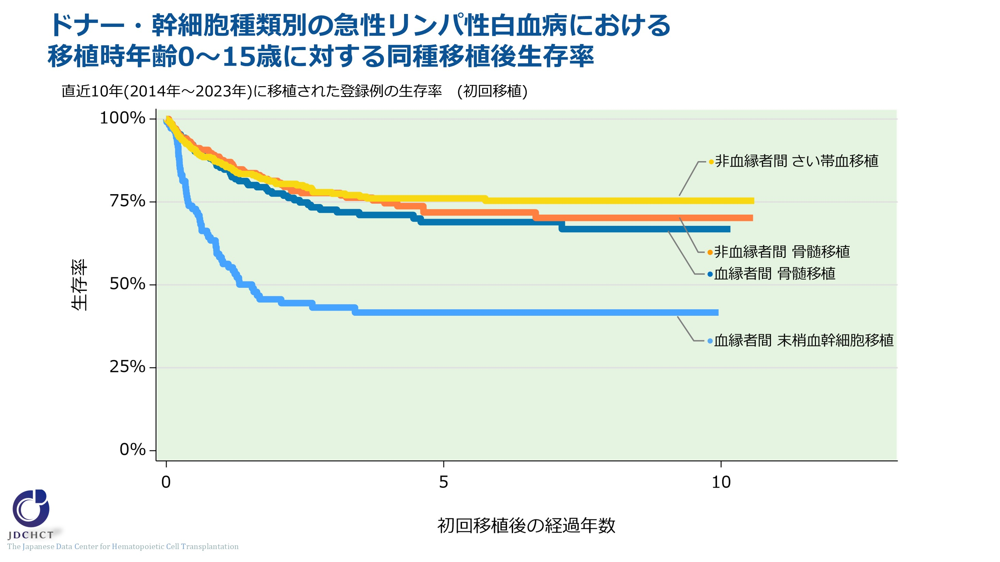 ドナー・幹細胞種類別の急性リンパ性白血病における
移植時年齢0～15歳に対する同種移植後生存率
直近10年(2014年～2023年)に移植された登録例の生存率　(初回移植)
100%
75%
50%
25%
0%
生存率
非血縁者間 さい帯血移植
非血縁者間 骨髄移植
血縁者間 骨髄移植
血縁者間 末梢血幹細胞移植
0
5
10
初回移植後の経過年数
JDCHCT
The Japanese Data Center for Hematopoietic Cell Transplantation